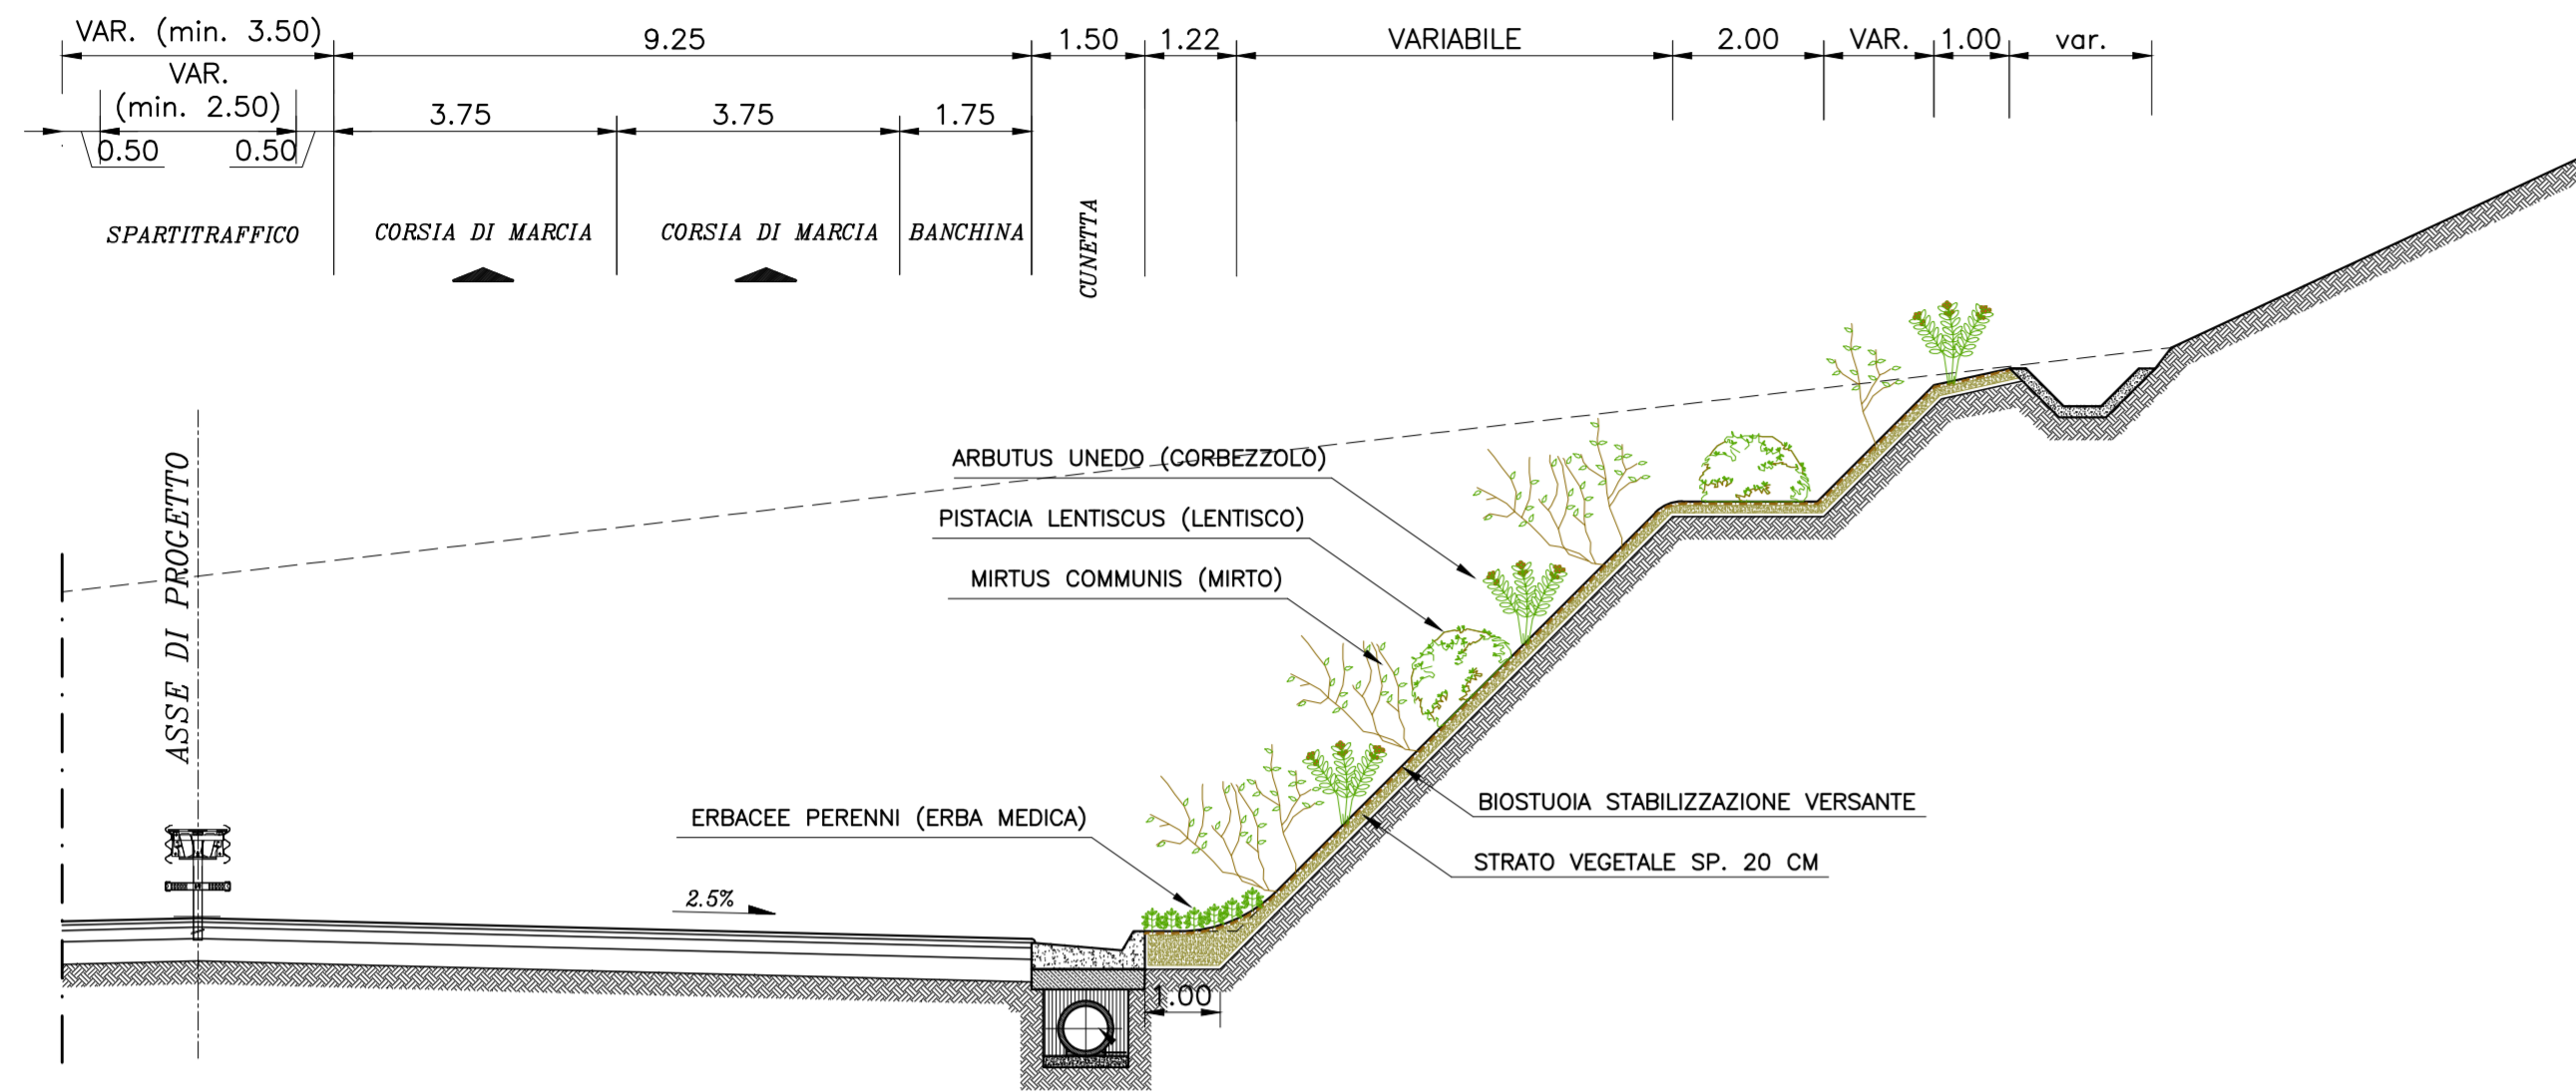 VAR. (min. 3.50)
9.25
1.50
1.22
VARIABILE
2.00
VAR.
1.00
var.
VAR.
(min. 2.50)
3.75
3.75
1.75
0.50
0.50
SPARTITRAFFICO
CORSIA DI MARCIA
CORSIA DI MARCIA
BANCHINA
CUNETTA
ASSE DI PROGETTO
ARBUTUS UNEDO (CORBEZZOLO)
PISTACIA LENTISCUS (LENTISCO)
MIRTUS COMMUNIS (MIRTO)
ERBACEE PERENNI (ERBA MEDICA)
BIOSTUOIA STABILIZZAZIONE VERSANTE
STRATO VEGETALE SP. 20 CM
2.5%
1.00